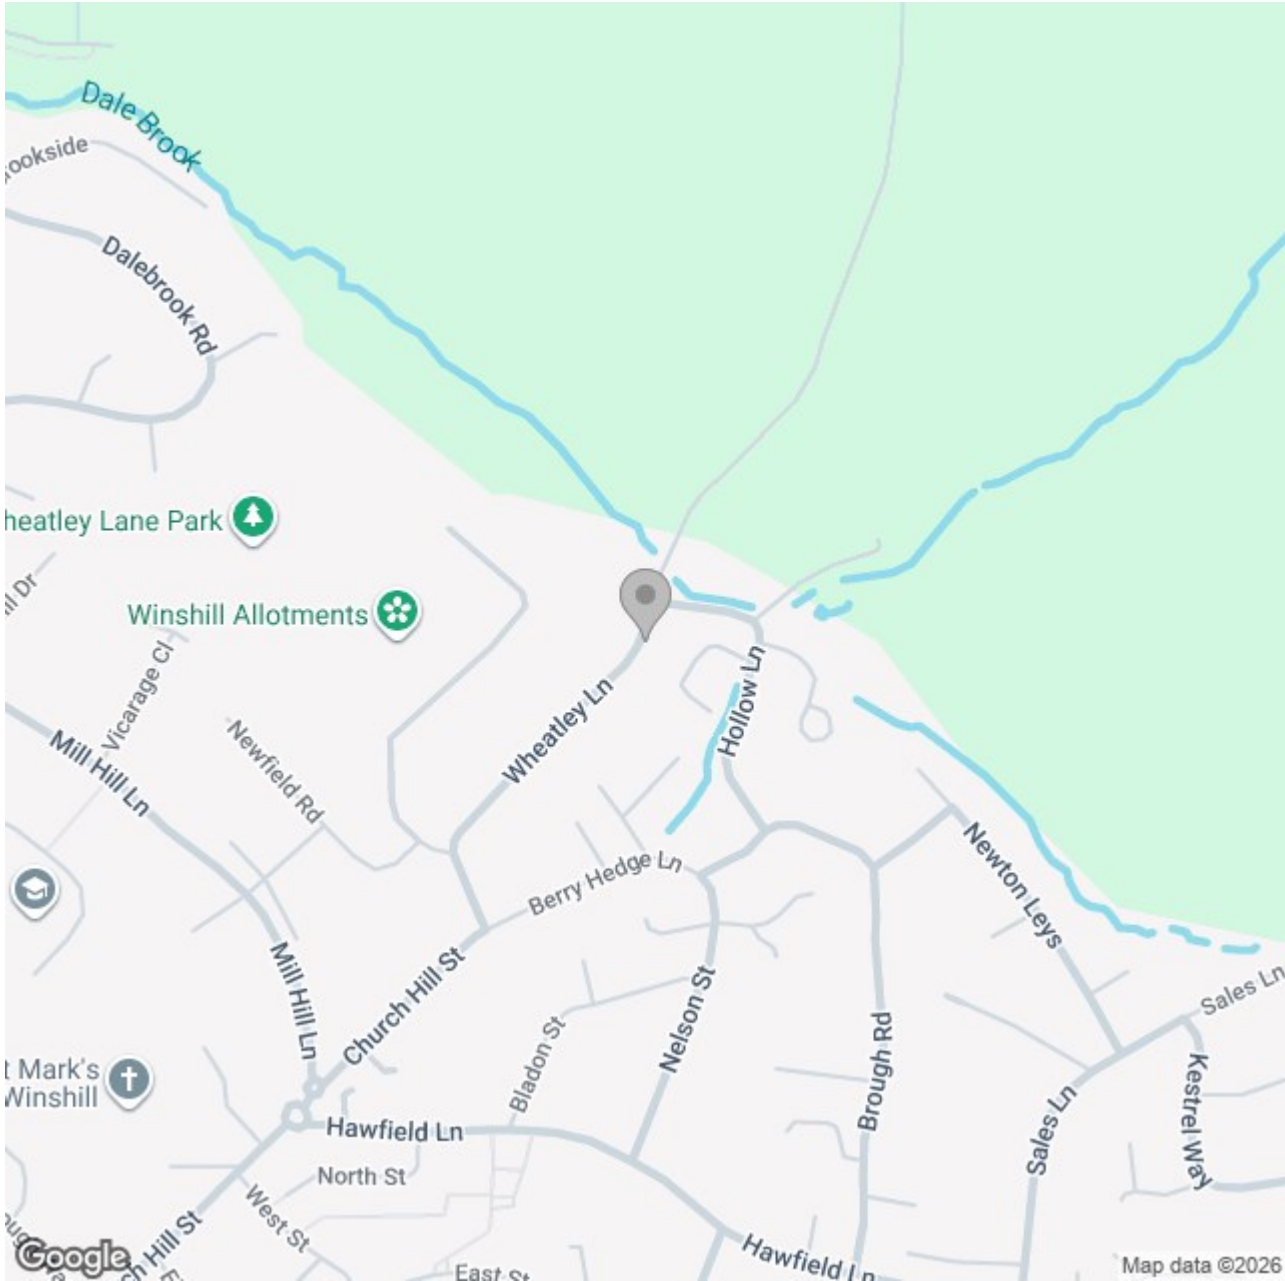 Dale Brook
rookside
Dalebrook Rd
heatley Lane Park
Winshill Allotments
Vicarage Cl
Mill Hill Ln
Newfield Rd
Wheatley Ln
Hollow Ln
Berry Hedge Ln
Newton Leys
Mill Hill Ln
Church Hill St
Nelson St
Bladon St
Brough Rd
Sales Ln
Sales Ln
Kestrel Way
t Mark's
Winshill
Hawfield Ln
North St
West St
Hill St
East St
Hawfield Ln
Google
Map data ©2026